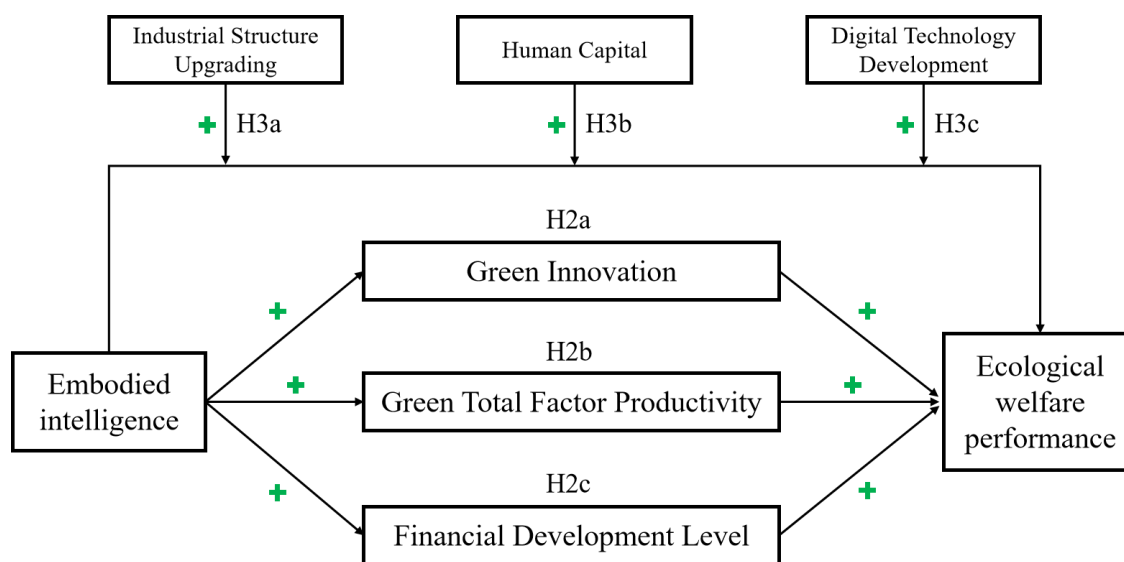 Industrial Structure
Upgrading
Human Capital
Digital Technology
Development
H3a
H3b
H3c
H2a
Green Innovation
H2b
Embodied
intelligence
Green Total Factor Productivity
Ecological
welfare
performance
H2c
Financial Development Level